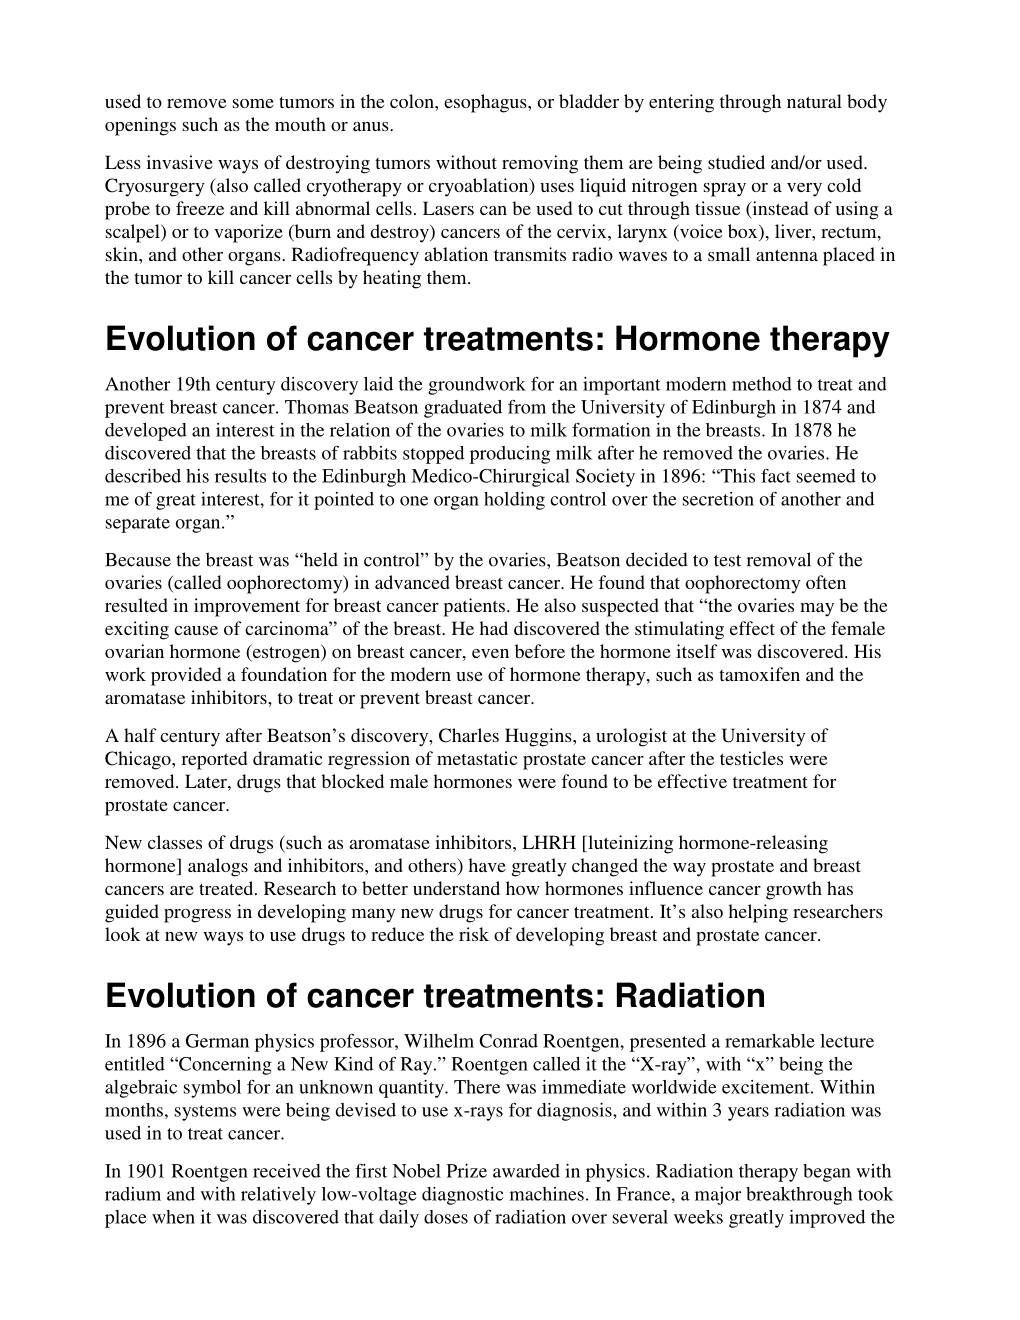 used to remove some tumors in the colon, esophagus, or bladder by entering through natural body
openings such as the mouth or anus.
Less invasive ways of destroying tumors without removing them are being studied and/or used.
Cryosurgery (also called cryotherapy or cryoablation) uses liquid nitrogen spray or a very cold
probe to freeze and kill abnormal cells. Lasers can be used to cut through tissue (instead of using a
scalpel) or to vaporize (burn and destroy) cancers of the cervix, larynx (voice box), liver, rectum,
skin, and other organs. Radiofrequency ablation transmits radio waves to a small antenna placed in
the tumor to kill cancer cells by heating them.
Evolution of cancer treatments: Hormone therapy
Another 19th century discovery laid the groundwork for an important modern method to treat and
prevent breast cancer. Thomas Beatson graduated from the University of Edinburgh in 1874 and
developed an interest in the relation of the ovaries to milk formation in the breasts. In 1878 he
discovered that the breasts of rabbits stopped producing milk after he removed the ovaries. He
described his results to the Edinburgh Medico-Chirurgical Society in 1896: “This fact seemed to
me of great interest, for it pointed to one organ holding control over the secretion of another and
separate organ.”
Because the breast was “held in control” by the ovaries, Beatson decided to test removal of the
ovaries (called oophorectomy) in advanced breast cancer. He found that oophorectomy often
resulted in improvement for breast cancer patients. He also suspected that “the ovaries may be the
exciting cause of carcinoma” of the breast. He had discovered the stimulating effect of the female
ovarian hormone (estrogen) on breast cancer, even before the hormone itself was discovered. His
work provided a foundation for the modern use of hormone therapy, such as tamoxifen and the
aromatase inhibitors, to treat or prevent breast cancer.
A half century after Beatson’s discovery, Charles Huggins, a urologist at the University of
Chicago, reported dramatic regression of metastatic prostate cancer after the testicles were
removed. Later, drugs that blocked male hormones were found to be effective treatment for
prostate cancer.
New classes of drugs (such as aromatase inhibitors, LHRH [luteinizing hormone-releasing
hormone] analogs and inhibitors, and others) have greatly changed the way prostate and breast
cancers are treated. Research to better understand how hormones influence cancer growth has
guided progress in developing many new drugs for cancer treatment. It’s also helping researchers
look at new ways to use drugs to reduce the risk of developing breast and prostate cancer.
Evolution of cancer treatments: Radiation
In 1896 a German physics professor, Wilhelm Conrad Roentgen, presented a remarkable lecture
entitled “Concerning a New Kind of Ray.” Roentgen called it the “X-ray”, with “x” being the
algebraic symbol for an unknown quantity. There was immediate worldwide excitement. Within
months, systems were being devised to use x-rays for diagnosis, and within 3 years radiation was
used in to treat cancer.
In 1901 Roentgen received the first Nobel Prize awarded in physics. Radiation therapy began with
radium and with relatively low-voltage diagnostic machines. In France, a major breakthrough took
place when it was discovered that daily doses of radiation over several weeks greatly improved the